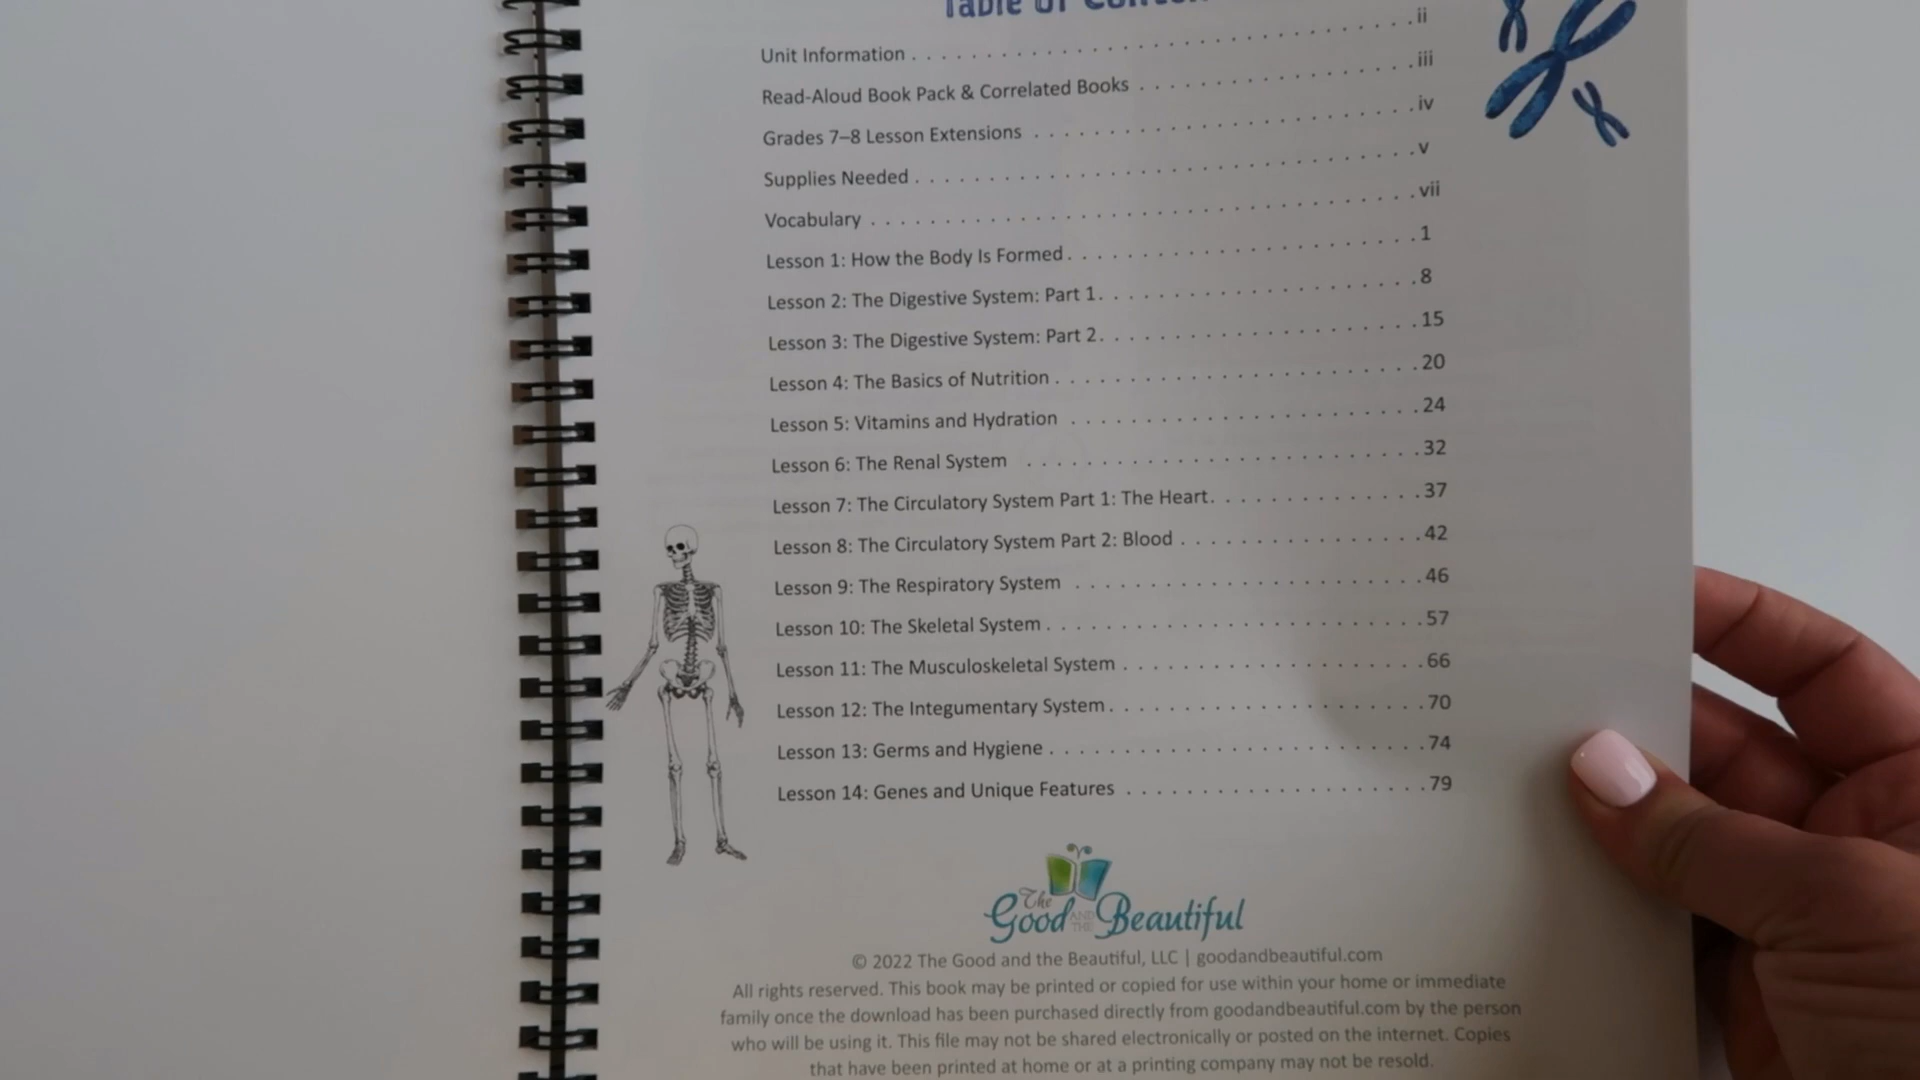 Table of Conten
Unit Information . . . . . . . . . . . . . . . . . . . . . . . . . . . ii
Read-Aloud Book Pack & Correlated Books . . . . . . . . . . . . . . . iii
Grades 7–8 Lesson Extensions . . . . . . . . . . . . . . . . . . . . iv
Supplies Needed . . . . . . . . . . . . . . . . . . . . . . . . . . . v
Vocabulary . . . . . . . . . . . . . . . . . . . . . . . . . . . . . vii
Lesson 1: How the Body Is Formed . . . . . . . . . . . . . . . . . . . 1
Lesson 2: The Digestive System: Part 1 . . . . . . . . . . . . . . . . 8
Lesson 3: The Digestive System: Part 2 . . . . . . . . . . . . . . . . 15
Lesson 4: The Basics of Nutrition . . . . . . . . . . . . . . . . . . 20
Lesson 5: Vitamins and Hydration . . . . . . . . . . . . . . . . . . . 24
Lesson 6: The Renal System . . . . . . . . . . . . . . . . . . . . . 32
Lesson 7: The Circulatory System Part 1: The Heart . . . . . . . . . . 37
Lesson 8: The Circulatory System Part 2: Blood . . . . . . . . . . . . 42
Lesson 9: The Respiratory System . . . . . . . . . . . . . . . . . . . 46
Lesson 10: The Skeletal System . . . . . . . . . . . . . . . . . . . . 57
Lesson 11: The Musculoskeletal System . . . . . . . . . . . . . . . . 66
Lesson 12: The Integumentary System . . . . . . . . . . . . . . . . . 70
Lesson 13: Germs and Hygiene . . . . . . . . . . . . . . . . . . . . 74
Lesson 14: Genes and Unique Features . . . . . . . . . . . . . . . . . 79
The Good AND THE Beautiful
© 2022 The Good and the Beautiful, LLC | goodandbeautiful.com
All rights reserved. This book may be printed or copied for use within your home or immediate
family once the download has been purchased directly from goodandbeautiful.com by the person
who will be using it. This file may not be shared electronically or posted on the internet. Copies
that have been printed at home or at a printing company may not be resold.